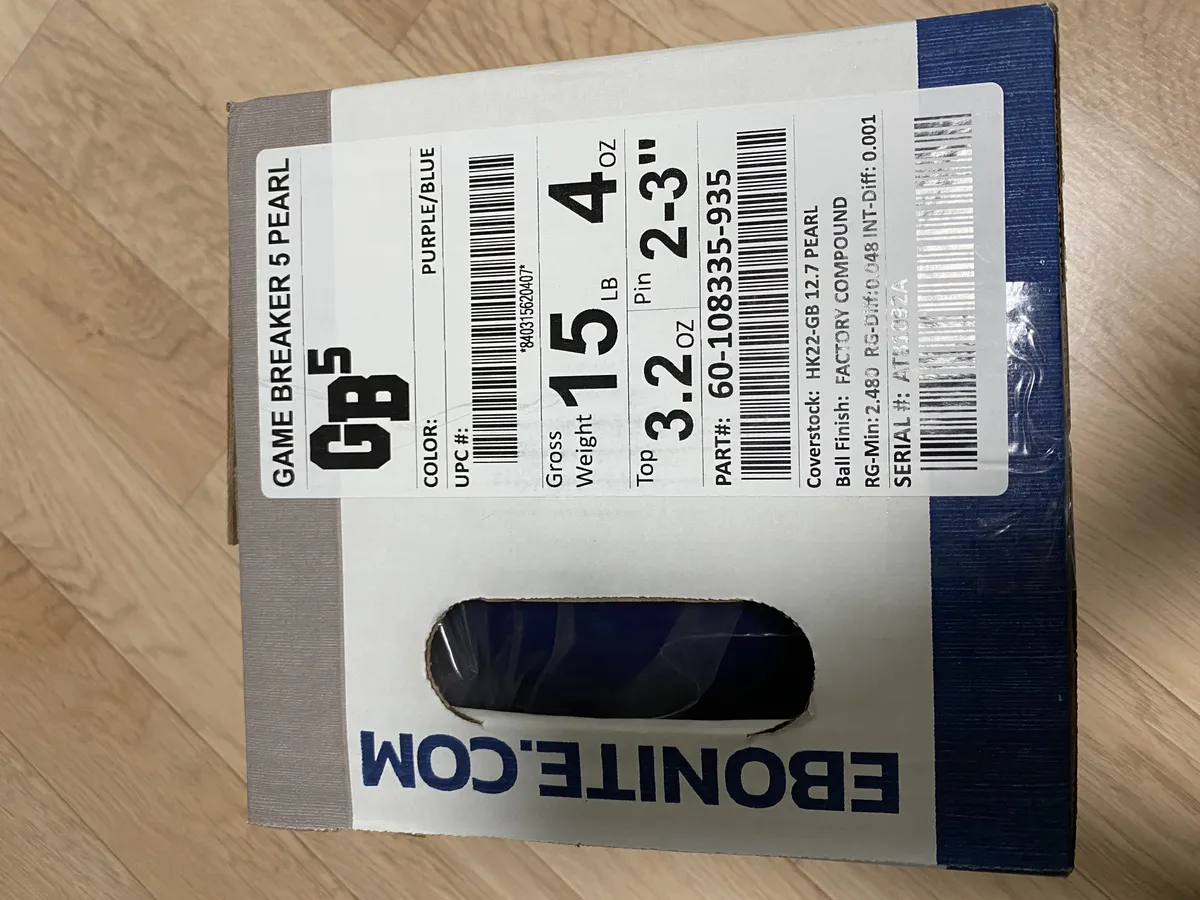 GAME BREAKER 5 PEARL
GB5
COLOR: PURPLE/BLUE
UPC #:
*840315620407*
Gross Weight 15 LB 4 OZ
Top 3.2 OZ Pin 2-3"
PART#: 60-108335-935
Coverstock: HK22-GB 12.7 PEARL
Ball Finish: FACTORY COMPOUND
RG-Min: 2.480 RG-Diff: 0.048 INT-Diff: 0.001
SERIAL #:
EBONITE.COM